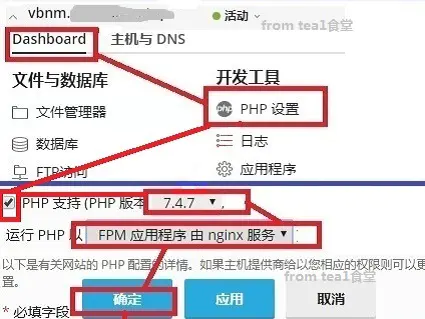 vbnm.
活动
from tea1食堂
Dashboard 主机与 DNS
文件与数据库 开发工具
文件管理器 php PHP 设置
数据库 日志
FTP访问 应用程序
PHP 支持 (PHP 版本 7.4.7 ,
运行 PHP 以 FPM 应用程序 由 nginx 服务
以下是有关网站的 PHP 配置的详情。如果主机提供商给以您相应的权限则可以更
置。
from tea1食堂
* 必填字段 确定 应用 取消